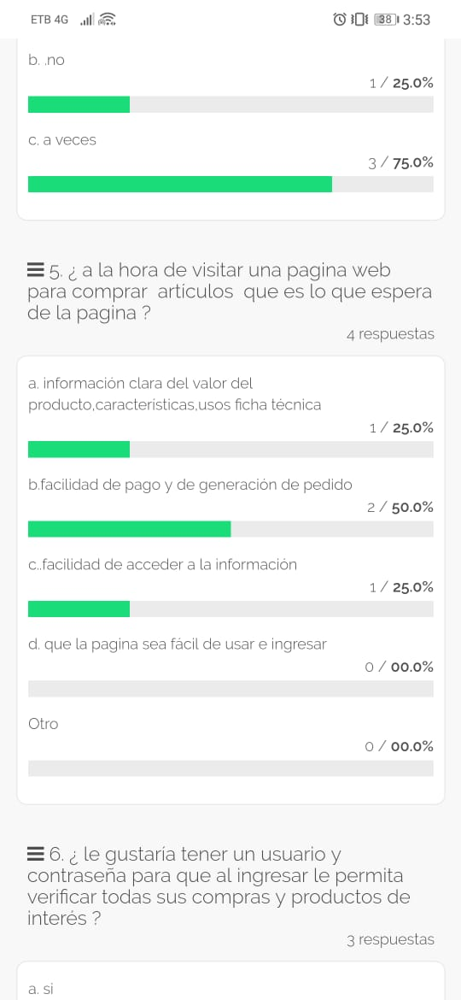 ETB 4G 38 3:53
b. .no
1 / 25.0%
c. a veces
3 / 75.0%
5. ¿ a la hora de visitar una pagina web
para comprar artículos que es lo que espera
de la pagina ?
4 respuestas
a. información clara del valor del
producto,características,usos ficha técnica
1 / 25.0%
b.facilidad de pago y de generación de pedido
2 / 50.0%
c..facilidad de acceder a la información
1 / 25.0%
d. que la pagina sea fácil de usar e ingresar
0 / 00.0%
Otro
0 / 00.0%
6. ¿ le gustaría tener un usuario y
contraseña para que al ingresar le permita
verificar todas sus compras y productos de
interés ?
3 respuestas
a. si